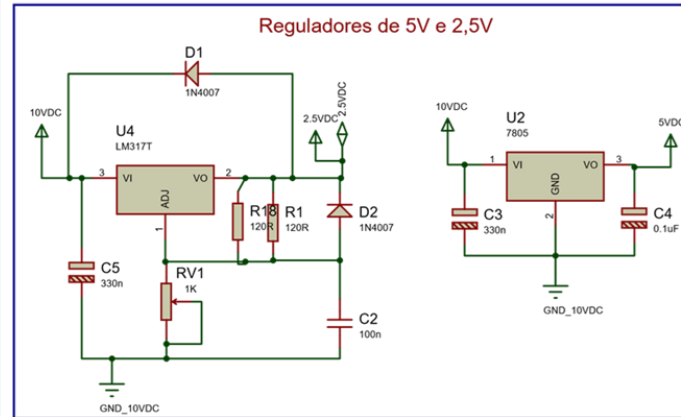 Reguladores de 5V e 2,5V
D1
1N4007
10VDC
U4
LM317T
3
VI
VO
2
ADJ
1
2.5VDC
2.5VDC
R18
120R
R1
120R
D2
1N4007
C5
330n
RV1
1K
C2
100n
GND_10VDC
10VDC
U2
7805
1
VI
VO
3
GND
2
5VDC
C3
330n
C4
0.1uF
GND_10VDC